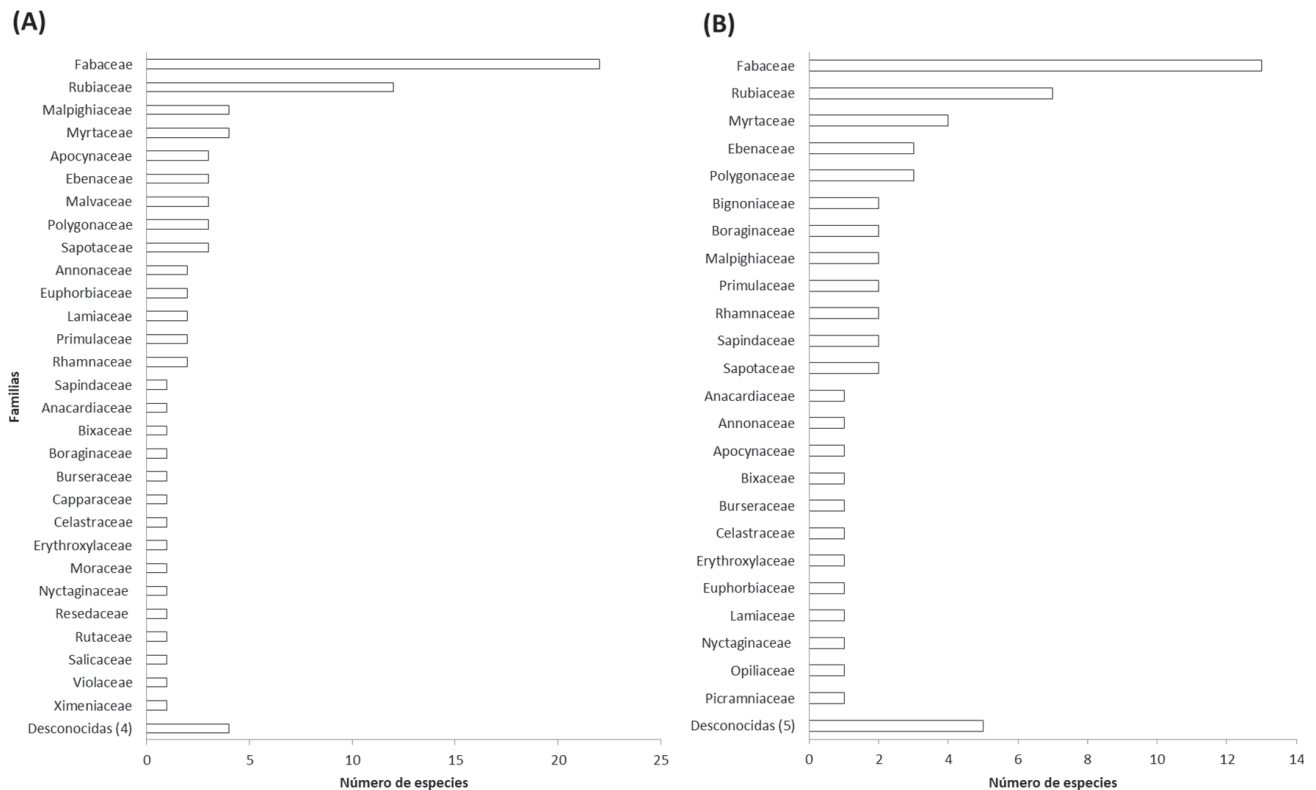 (A)
Familias
Fabaceae
Rubiaceae
Malpighiaceae
Myrtaceae
Apocynaceae
Ebenaceae
Malvaceae
Polygonaceae
Sapotaceae
Annonaceae
Euphorbiaceae
Lamiaceae
Primulaceae
Rhamnaceae
Sapindaceae
Anacardiaceae
Bixaceae
Boraginaceae
Burseraceae
Capparaceae
Celastraceae
Erythroxylaceae
Moraceae
Nyctaginaceae
Resedaceae
Rutaceae
Salicaceae
Violaceae
Ximeniaceae
Desconocidas (4)
0 5 10 15 20 25
Número de especies
(B)
Fabaceae
Rubiaceae
Myrtaceae
Ebenaceae
Polygonaceae
Bignoniaceae
Boraginaceae
Malpighiaceae
Primulaceae
Rhamnaceae
Sapindaceae
Sapotaceae
Anacardiaceae
Annonaceae
Apocynaceae
Bixaceae
Burseraceae
Celastraceae
Erythroxylaceae
Euphorbiaceae
Lamiaceae
Nyctaginaceae
Opiliaceae
Picramniaceae
Desconocidas (5)
0 2 4 6 8 10 12 14
Número de especies